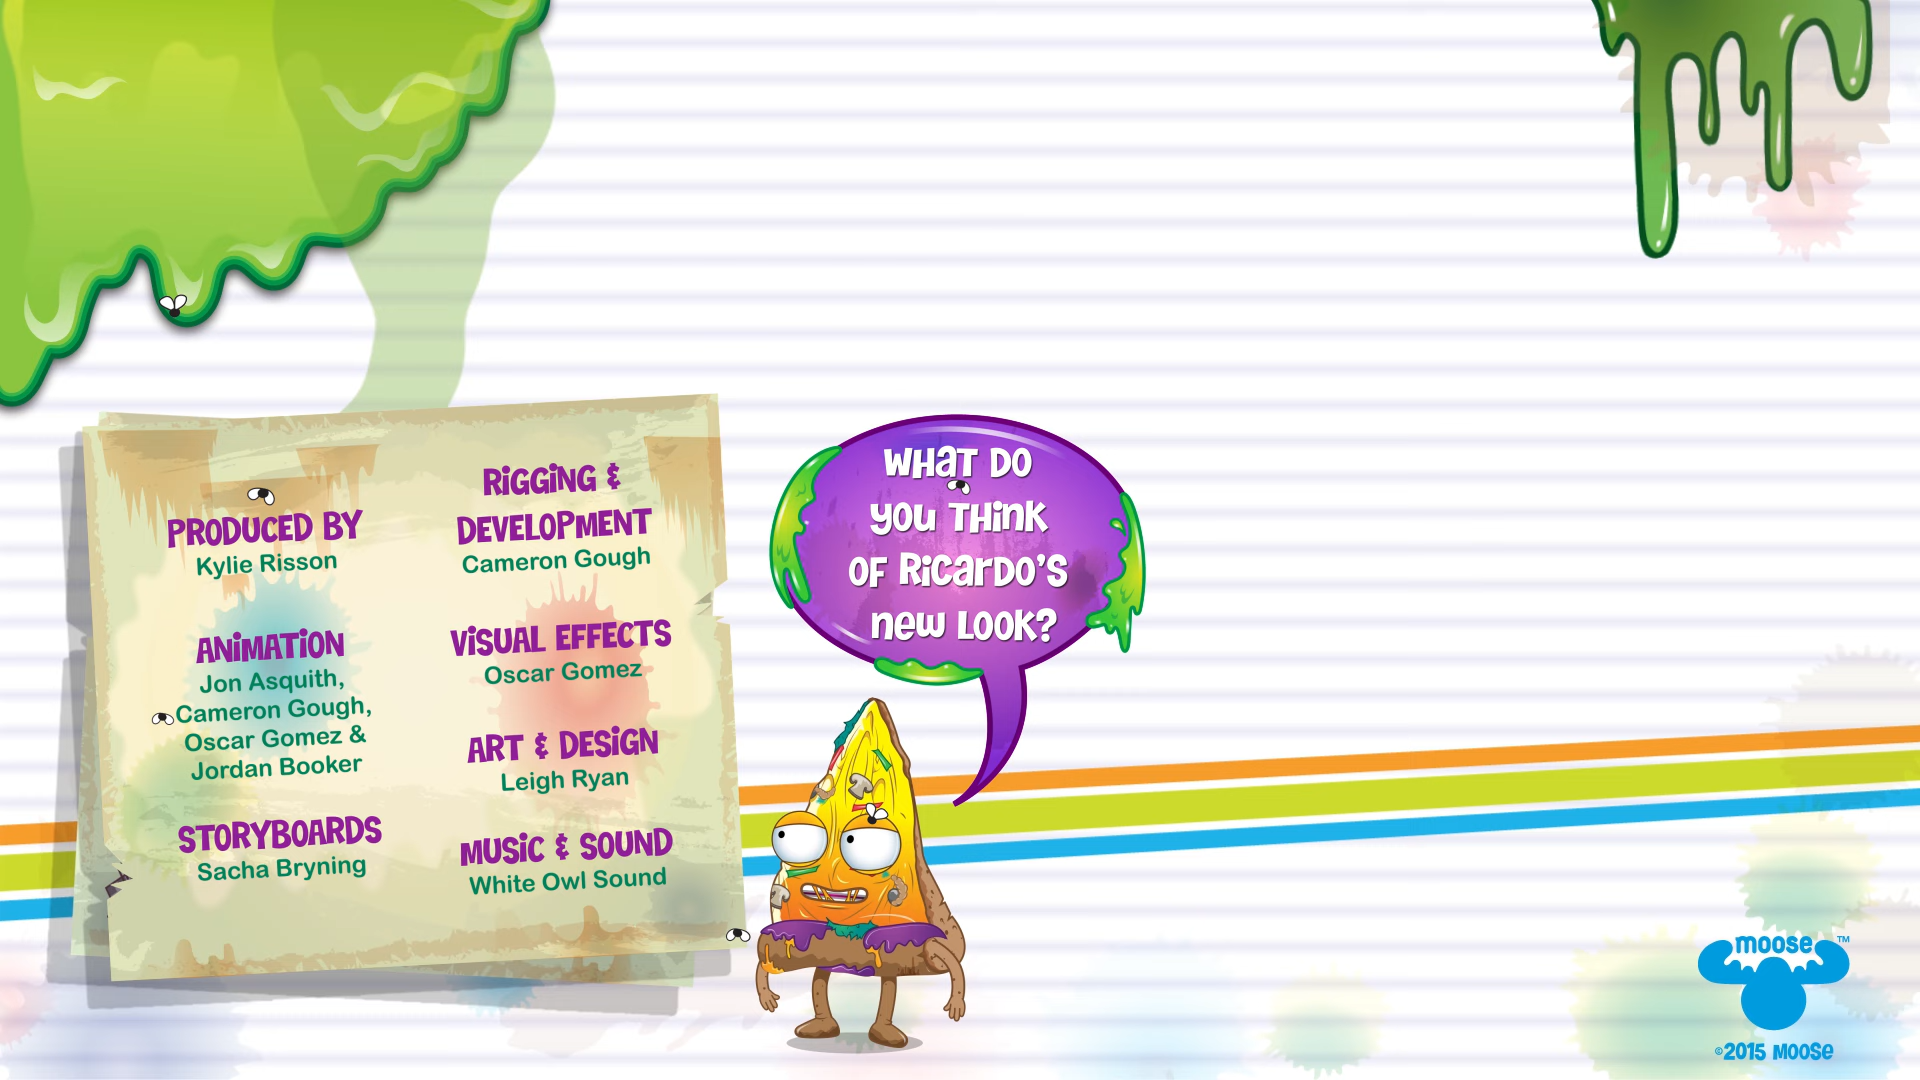 PRODUCED BY
Kylie Risson
ANiMATiON
Jon Asquith,
Cameron Gough,
Oscar Gomez &
Jordan Booker
STORYBOARDS
Sacha Bryning
RiGGiNG &
DEVELOPMENT
Cameron Gough
ViSUAL EFFECTS
Oscar Gomez
ART & DESiGN
Leigh Ryan
MUSiC & SOUND
White Owl Sound
WHaT DO
you THink
OF RicarDO'S
new LOOK?
moose™
©2015 MOOSe